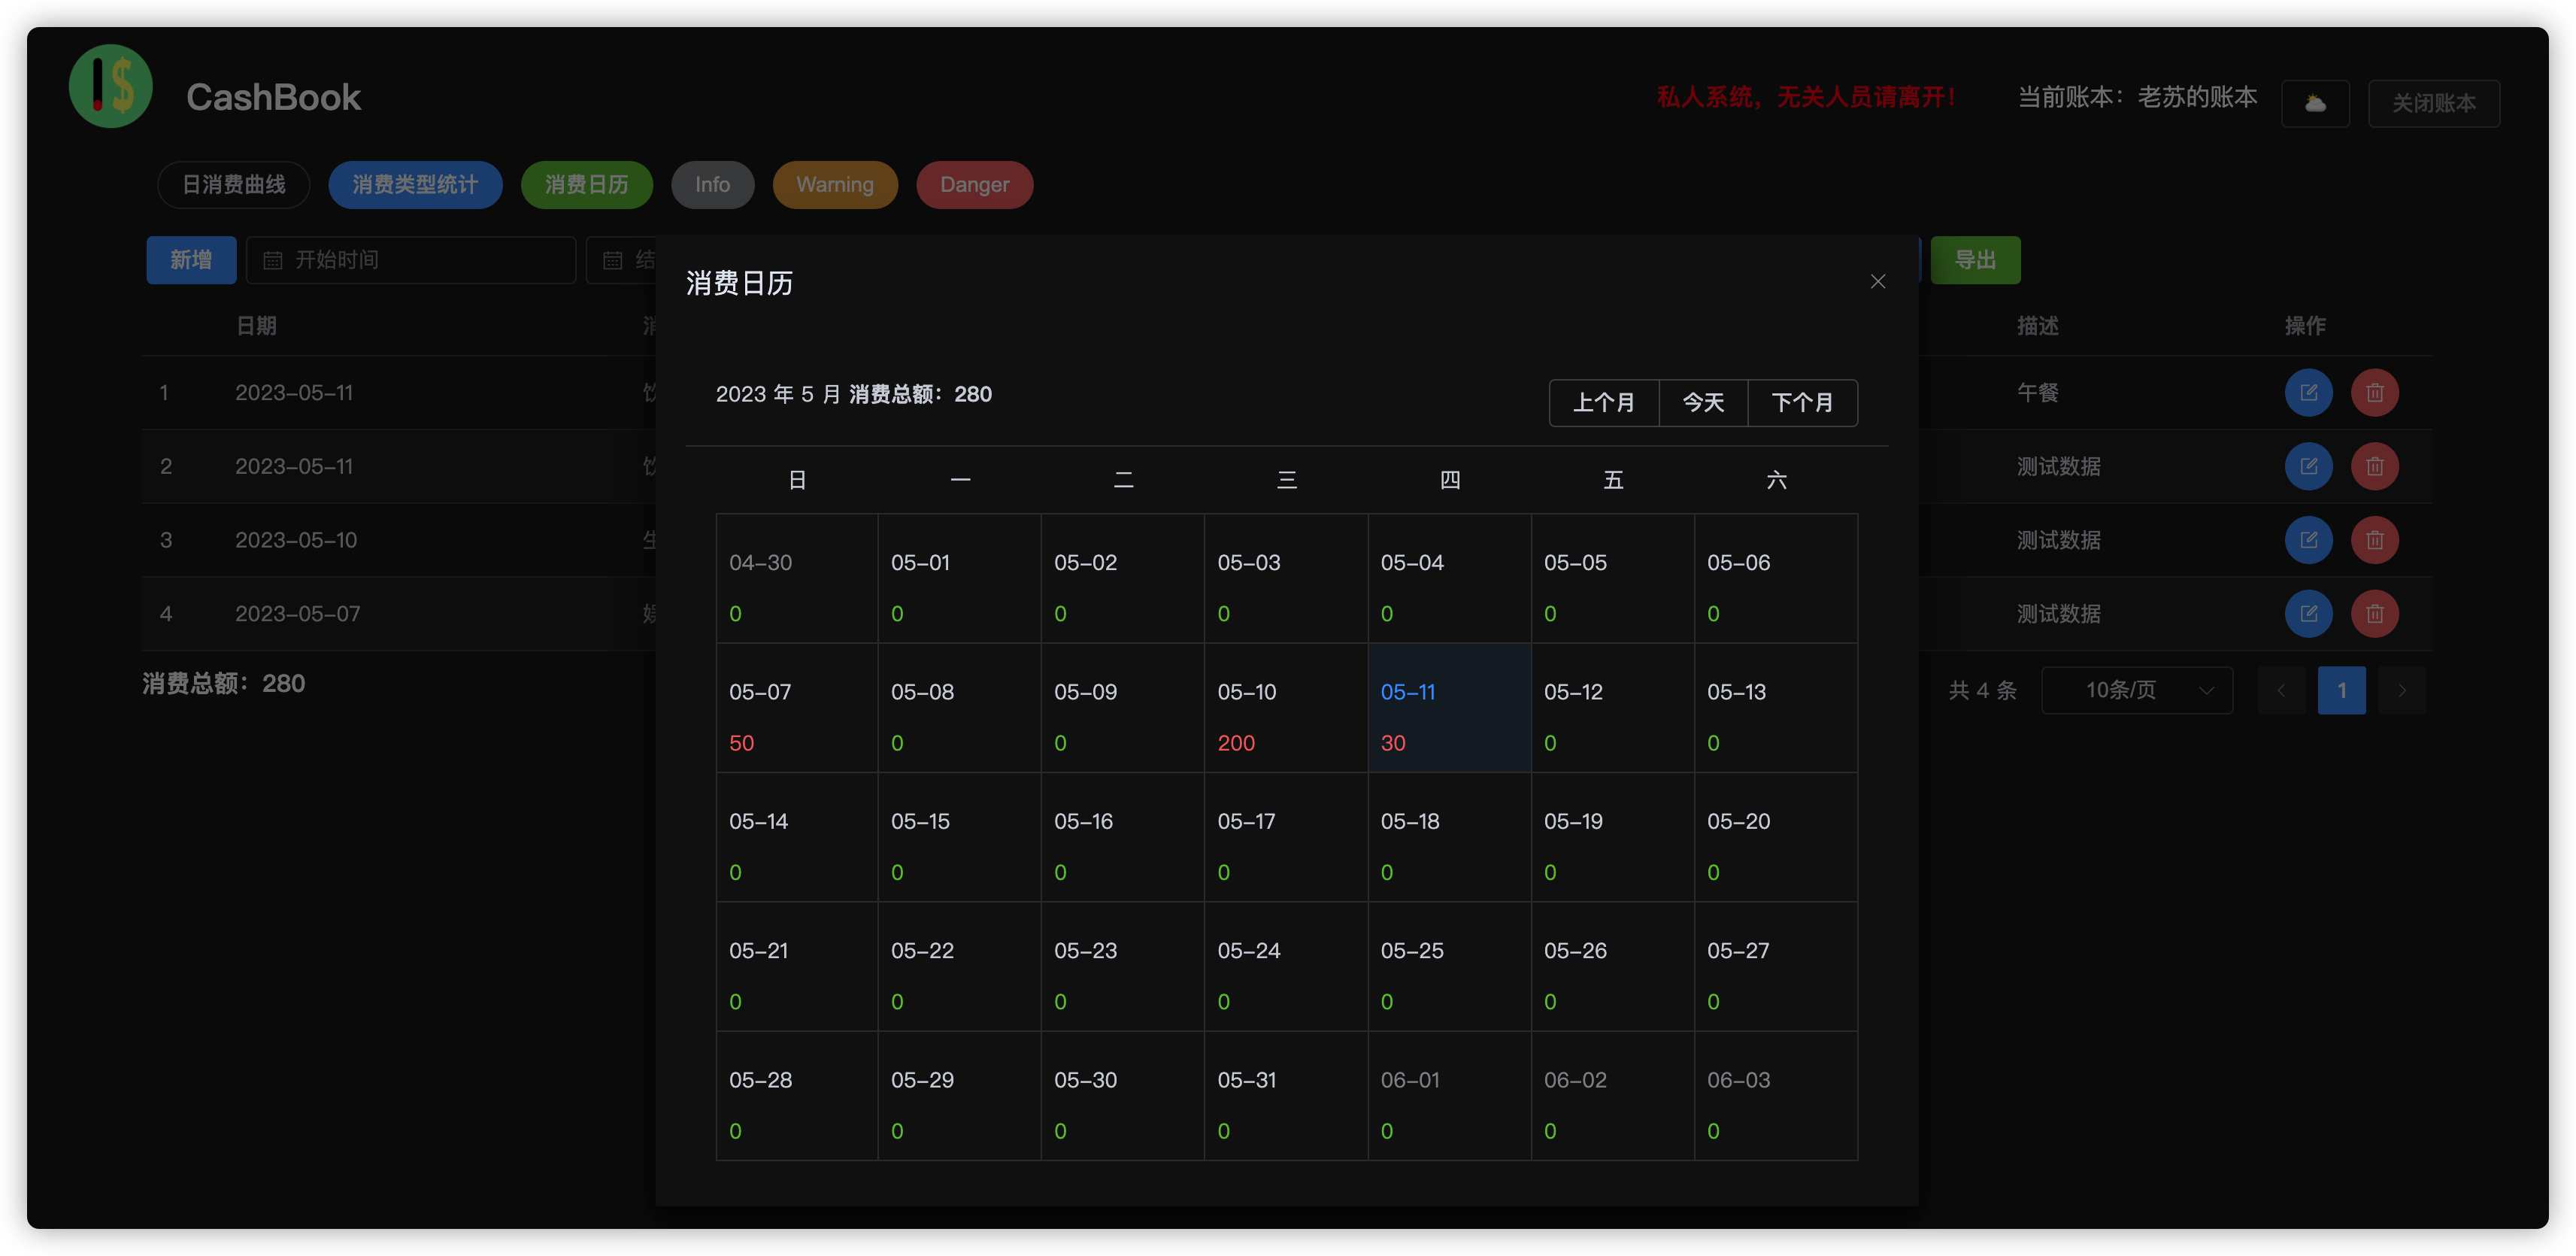 CashBook
私人系统，无关人员请离开！
当前账本：老苏的账本
关闭账本
日消费曲线 消费类型统计 消费日历 Info Warning Danger
新增 开始时间 结 导出
日期 描述 操作
1 2023-05-11 饮 午餐
2 2023-05-11 饮 测试数据
3 2023-05-10 生 测试数据
4 2023-05-07 测试数据
消费总额：280
共 4 条 10条/页 1
消费日历
2023 年 5 月 消费总额：280
上个月 今天 下个月
日 一 二 三 四 五 六
04-30 05-01 05-02 05-03 05-04 05-05 05-06
0 0 0 0 0 0 0
05-07 05-08 05-09 05-10 05-11 05-12 05-13
50 0 0 200 30 0 0
05-14 05-15 05-16 05-17 05-18 05-19 05-20
0 0 0 0 0 0 0
05-21 05-22 05-23 05-24 05-25 05-26 05-27
0 0 0 0 0 0 0
05-28 05-29 05-30 05-31 06-01 06-02 06-03
0 0 0 0 0 0 0